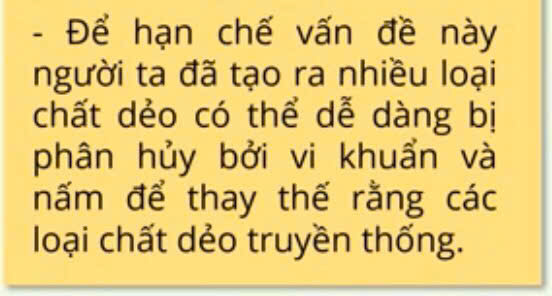 - Để hạn chế vấn đề này
người ta đã tạo ra nhiều loại
chất dẻo có thể dễ dàng bị
phân hủy bởi vi khuẩn và
nấm để thay thế rằng các
loại chất dẻo truyền thống.